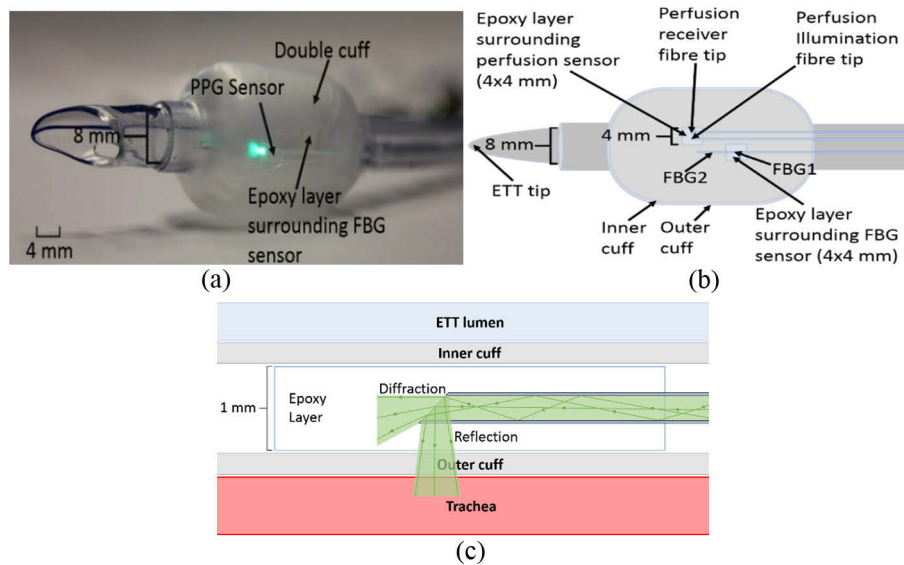 Double cuff
PPG Sensor
8 mm
Epoxy layer
surrounding FBG
sensor
4 mm
(a)
Epoxy layer
surrounding
perfusion sensor
(4x4 mm)
Perfusion
receiver
fibre tip
Perfusion
Illumination
fibre tip
4 mm
8 mm
FBG2
FBG1
ETT tip
Inner
cuff
Outer
cuff
Epoxy layer
surrounding FBG
sensor (4x4 mm)
(b)
ETT lumen
Inner cuff
1 mm
Epoxy
Layer
Diffraction
Reflection
Outer cuff
Trachea
(c)